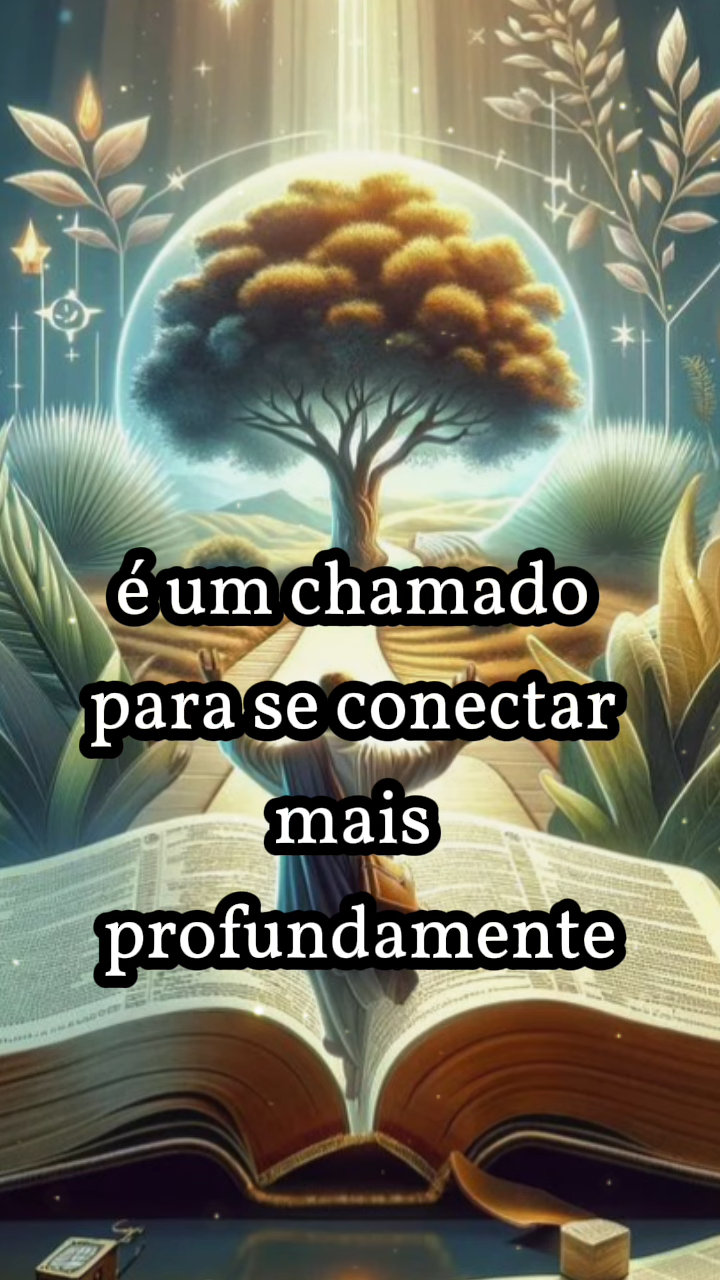 é um chamado
para se conectar
mais
profundamente